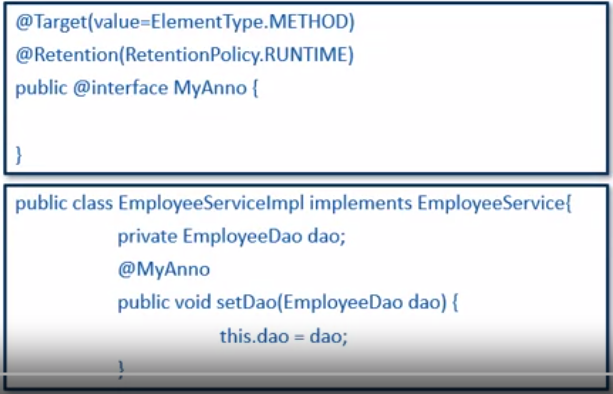 @Target(value=ElementType.METHOD)
@Retention(RetentionPolicy.RUNTIME)
public @interface MyAnno {
}
public class EmployeeServiceImpl implements EmployeeService{
private EmployeeDao dao;
@MyAnno
public void setDao(EmployeeDao dao) {
this.dao = dao;
}